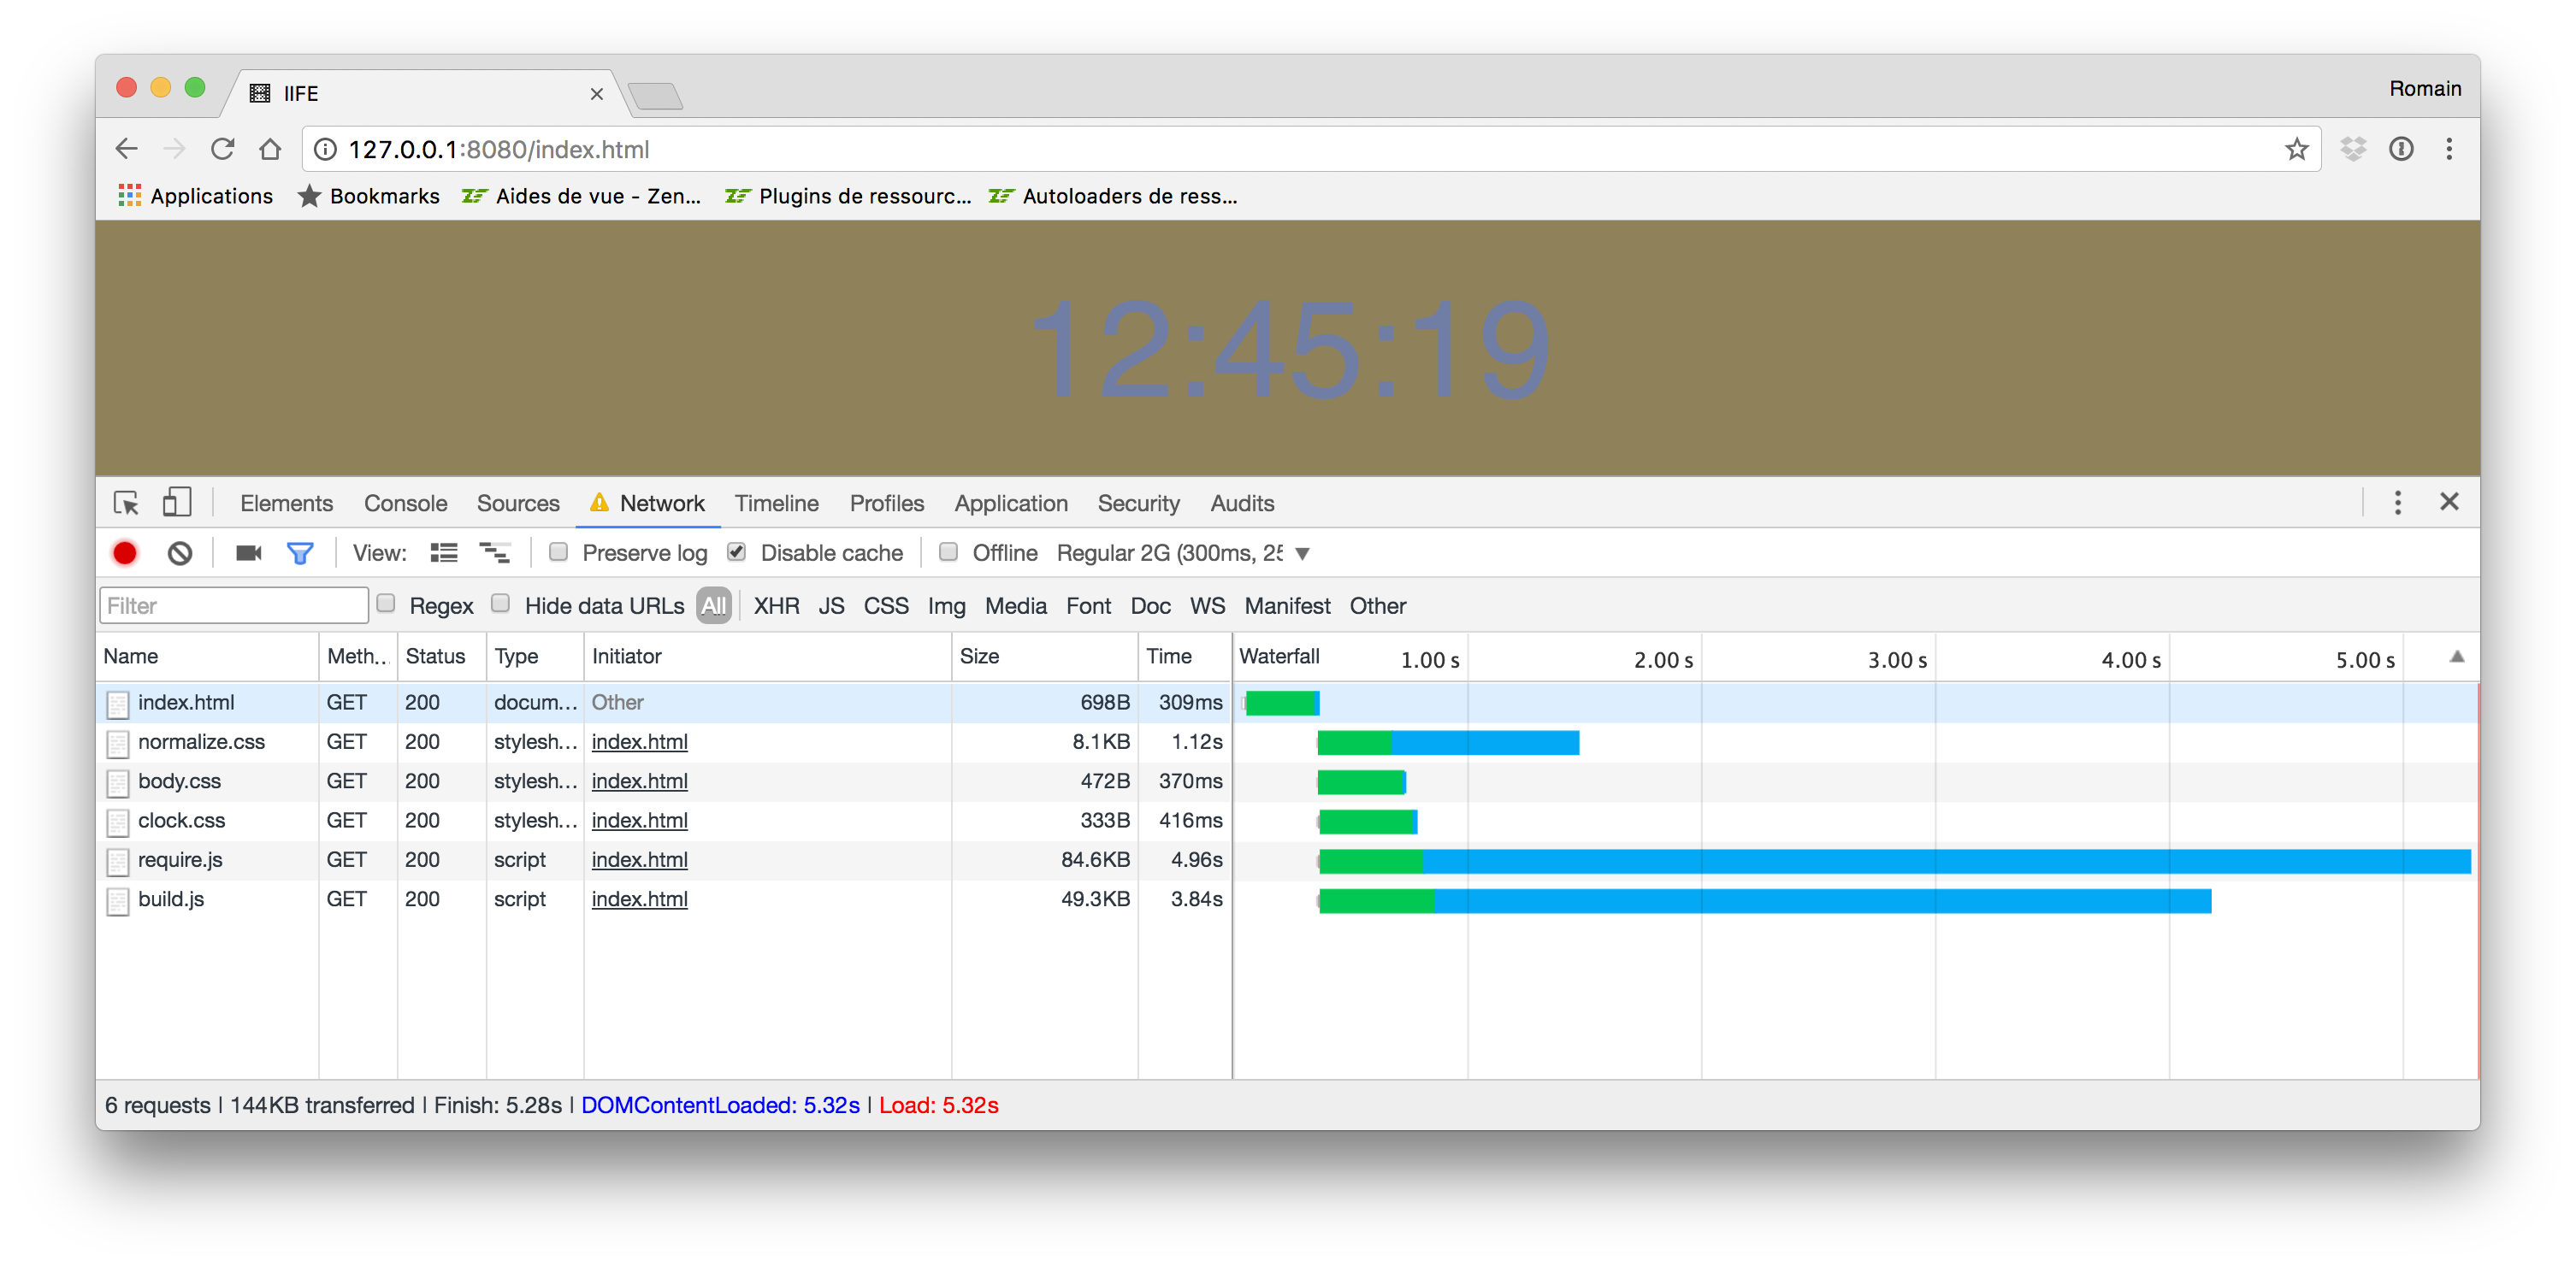 IIFE
Romain
127.0.0.1:8080/index.html
Applications Bookmarks Aides de vue - Zen... Plugins de ressourc... Autoloaders de ress...
12:45:19
Elements Console Sources Network Timeline Profiles Application Security Audits
View: Preserve log Disable cache Offline Regular 2G (300ms, 25
Filter Regex Hide data URLs All XHR JS CSS Img Media Font Doc WS Manifest Other
Name Meth... Status Type Initiator Size Time Waterfall 1.00 s 2.00 s 3.00 s 4.00 s 5.00 s
index.html GET 200 docum... Other 698B 309ms
normalize.css GET 200 stylesh... index.html 8.1KB 1.12s
body.css GET 200 stylesh... index.html 472B 370ms
clock.css GET 200 stylesh... index.html 333B 416ms
require.js GET 200 script index.html 84.6KB 4.96s
build.js GET 200 script index.html 49.3KB 3.84s
6 requests | 144KB transferred | Finish: 5.28s | DOMContentLoaded: 5.32s | Load: 5.32s